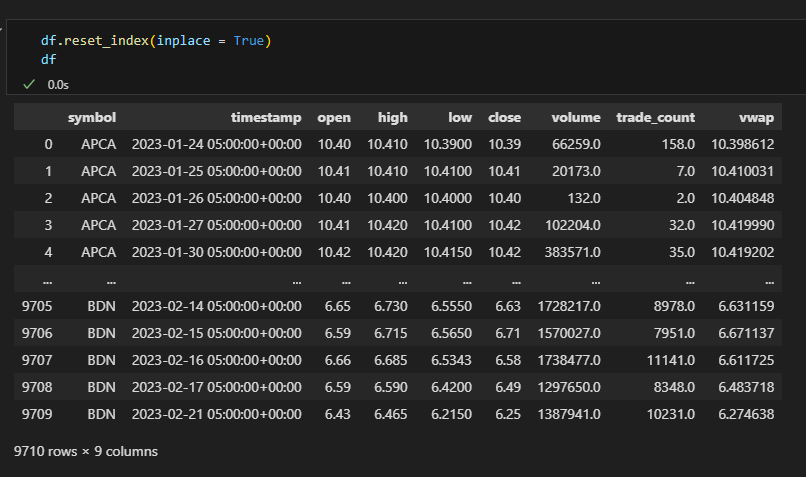 df.reset_index(inplace = True)
df
0.0s
symbol timestamp open high low close volume trade_count vwap
0 APCA 2023-01-24 05:00:00+00:00 10.40 10.410 10.3900 10.39 66259.0 158.0 10.398612
1 APCA 2023-01-25 05:00:00+00:00 10.41 10.410 10.4100 10.41 20173.0 7.0 10.410031
2 APCA 2023-01-26 05:00:00+00:00 10.40 10.400 10.4000 10.40 132.0 2.0 10.404848
3 APCA 2023-01-27 05:00:00+00:00 10.41 10.420 10.4100 10.42 102204.0 32.0 10.419990
4 APCA 2023-01-30 05:00:00+00:00 10.42 10.420 10.4150 10.42 383571.0 35.0 10.419202
... ... ... ... ... ... ... ... ... ...
9705 BDN 2023-02-14 05:00:00+00:00 6.65 6.730 6.5550 6.63 1728217.0 8978.0 6.631159
9706 BDN 2023-02-15 05:00:00+00:00 6.59 6.715 6.5650 6.71 1570027.0 7951.0 6.671137
9707 BDN 2023-02-16 05:00:00+00:00 6.66 6.685 6.5343 6.58 1738477.0 11141.0 6.611725
9708 BDN 2023-02-17 05:00:00+00:00 6.59 6.590 6.4200 6.49 1297650.0 8348.0 6.483718
9709 BDN 2023-02-21 05:00:00+00:00 6.43 6.465 6.2150 6.25 1387941.0 10231.0 6.274638
9710 rows × 9 columns